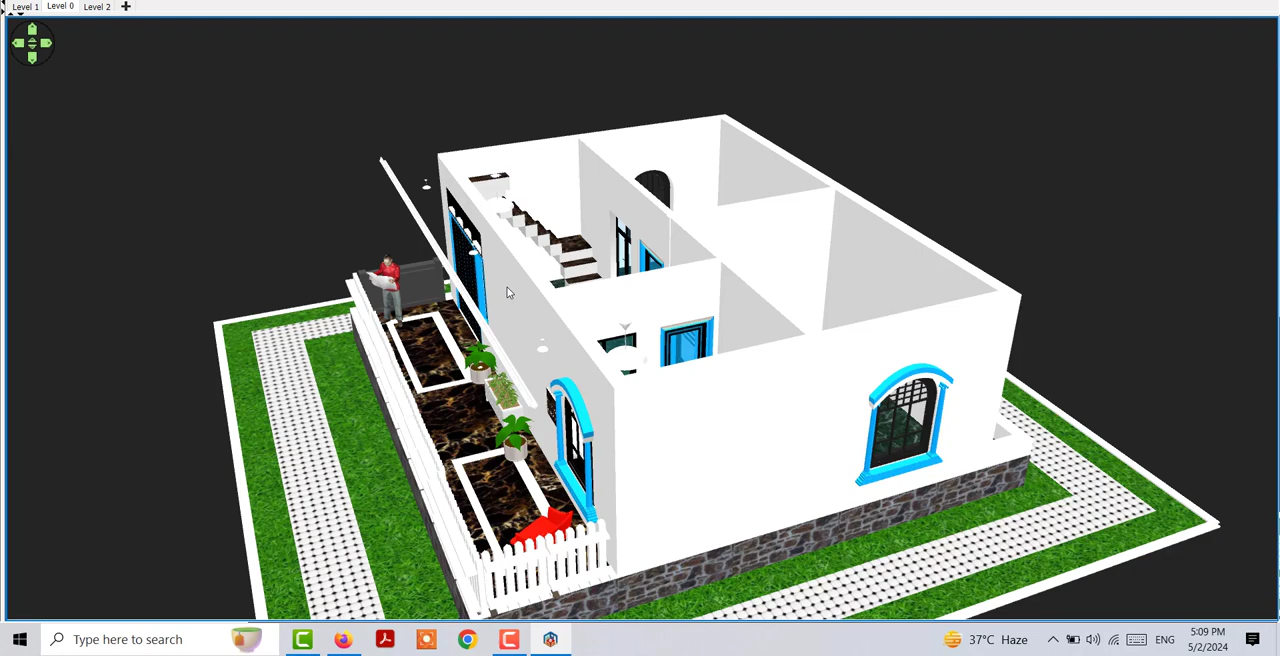 Level 1 Level 0 Level 2
Type here to search
37°C Haze
ENG
5:09 PM
5/2/2024